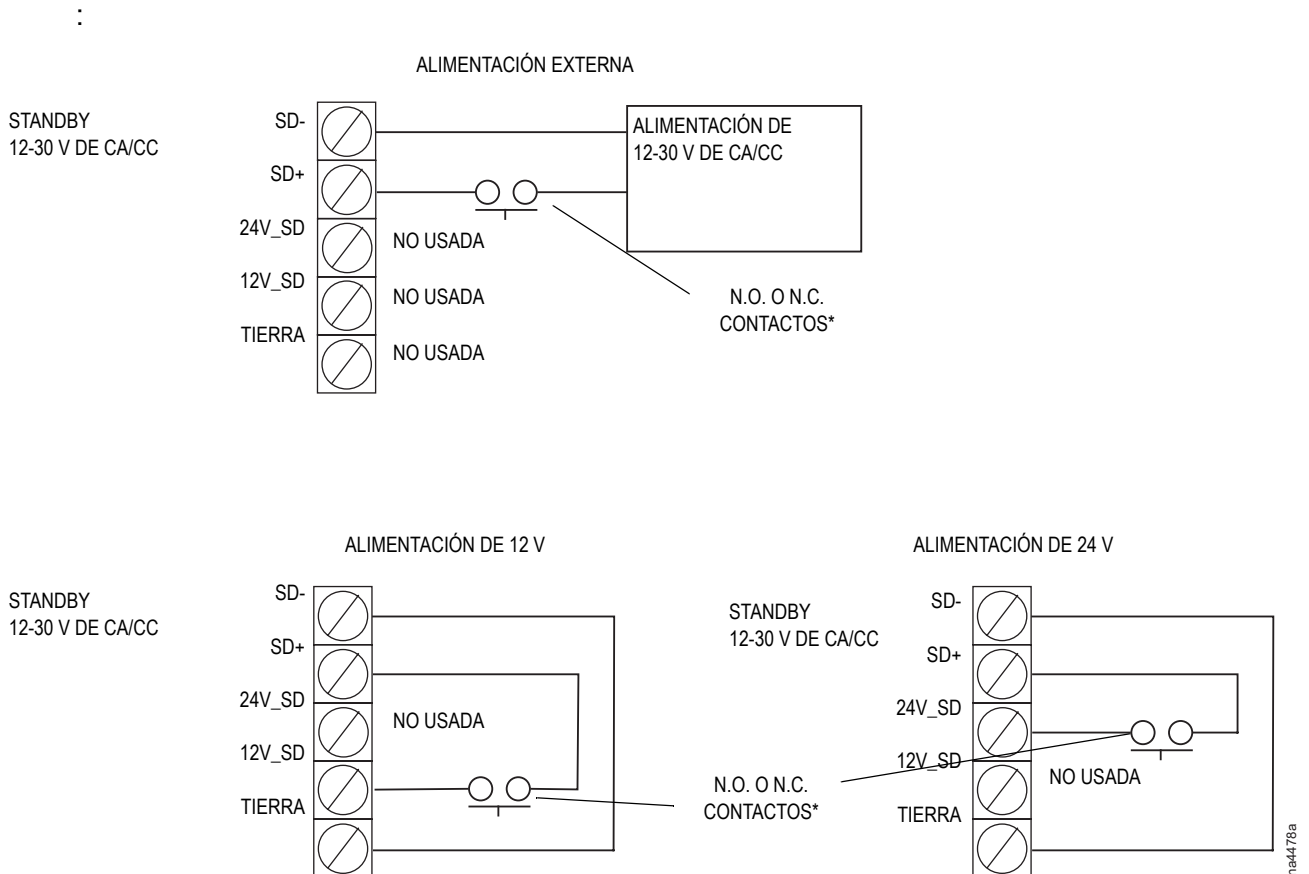 :
ALIMENTACIÓN EXTERNA
STANDBY
12-30 V DE CA/CC
SD-
SD+
24V_SD
12V_SD
TIERRA
NO USADA
NO USADA
NO USADA
ALIMENTACIÓN DE
12-30 V DE CA/CC
N.O. O N.C.
CONTACTOS*
ALIMENTACIÓN DE 12 V
STANDBY
12-30 V DE CA/CC
SD-
SD+
24V_SD
12V_SD
TIERRA
NO USADA
N.O. O N.C.
CONTACTOS*
ALIMENTACIÓN DE 24 V
STANDBY
12-30 V DE CA/CC
SD-
SD+
24V_SD
12V_SD
TIERRA
NO USADA
na4478a